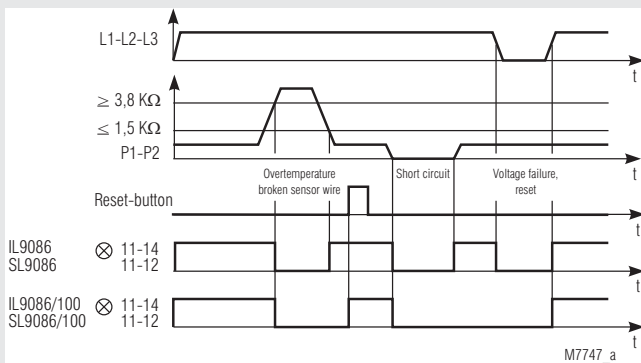 L1-L2-L3
t
≥ 3,8 KΩ
≤ 1,5 KΩ
P1-P2
t
Overtemperature
broken sensor wire
Short circuit
Voltage failure,
reset
Reset-button
t
IL9086
SL9086
⊗ 11-14
11-12
t
IL9086/100
SL9086/100
⊗ 11-14
11-12
t
M7747_a